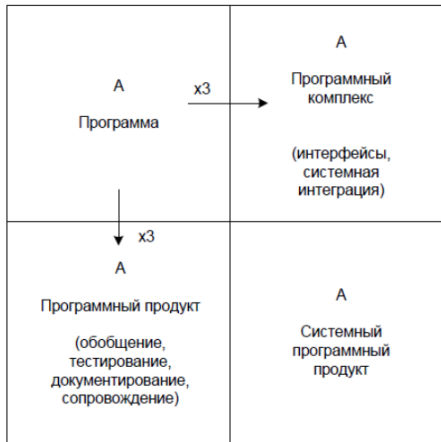 А
Программа
x3
А
Программный
комплекс
(интерфейсы,
системная
интеграция)
x3
А
Программный продукт
(обобщение,
тестирование,
документирование,
сопровождение)
А
Системный
программный
продукт